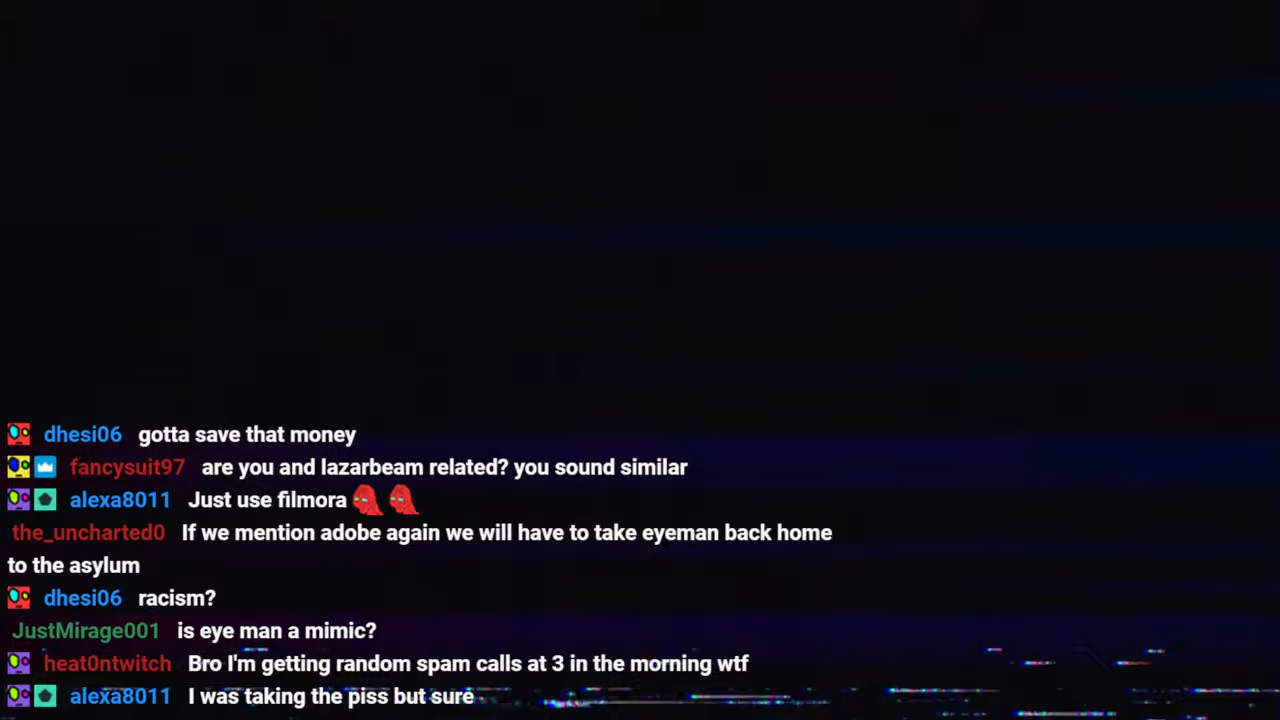 dhesi06 gotta save that money
fancysuit97 are you and lazarbeam related? you sound similar
alexa8011 Just use filmora
the_uncharted0 If we mention adobe again we will have to take eyeman back home
to the asylum
dhesi06 racism?
JustMirage001 is eye man a mimic?
heat0ntwitch Bro I'm getting random spam calls at 3 in the morning wtf
alexa8011 I was taking the piss but sure